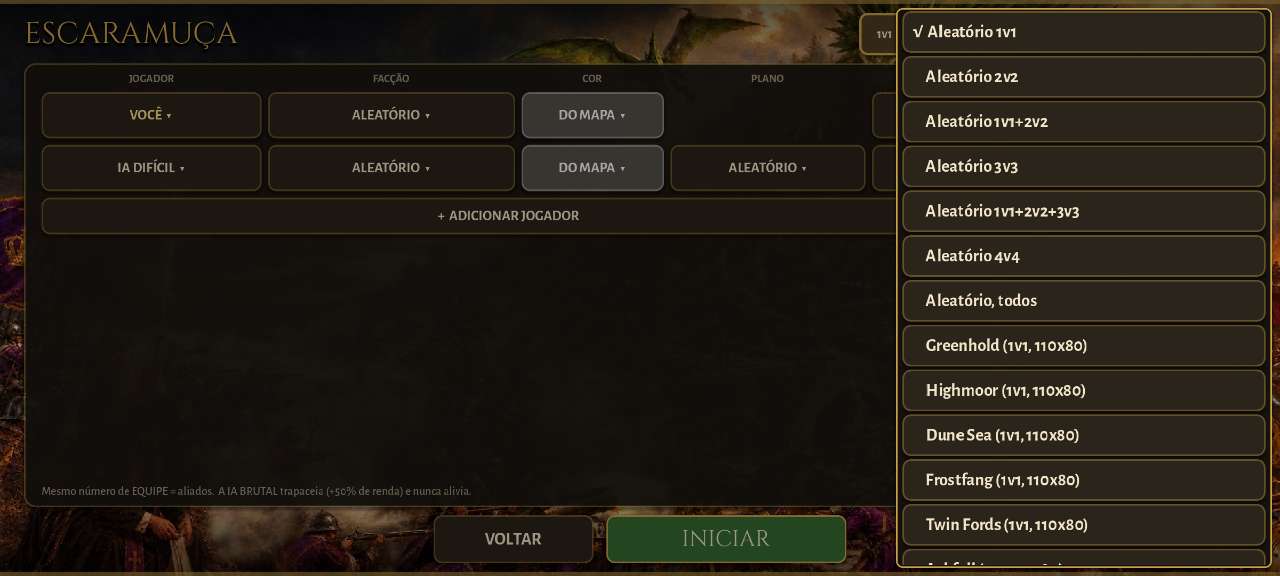 ESCARAMUÇA
1V1
JOGADOR FACÇÃO COR PLANO
VOCÊ ▾ ALEATÓRIO ▾ DO MAPA ▾
IA DIFÍCIL ▾ ALEATÓRIO ▾ DO MAPA ▾ ALEATÓRIO ▾
+ ADICIONAR JOGADOR
Mesmo número de EQUIPE = aliados. A IA BRUTAL trapaceia (+50% de renda) e nunca alivia.
VOLTAR
INICIAR
√ Aleatório 1v1
Aleatório 2v2
Aleatório 1v1+2v2
Aleatório 3v3
Aleatório 1v1+2v2+3v3
Aleatório 4v4
Aleatório, todos
Greenhold (1v1, 110x80)
Highmoor (1v1, 110x80)
Dune Sea (1v1, 110x80)
Frostfang (1v1, 110x80)
Twin Fords (1v1, 110x80)